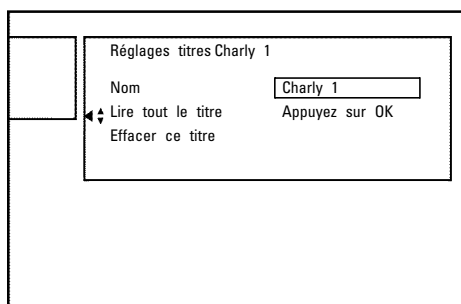 Réglages titres Charly 1
Nom Charly 1
Lire tout le titre Appuyez sur OK
Effacer ce titre